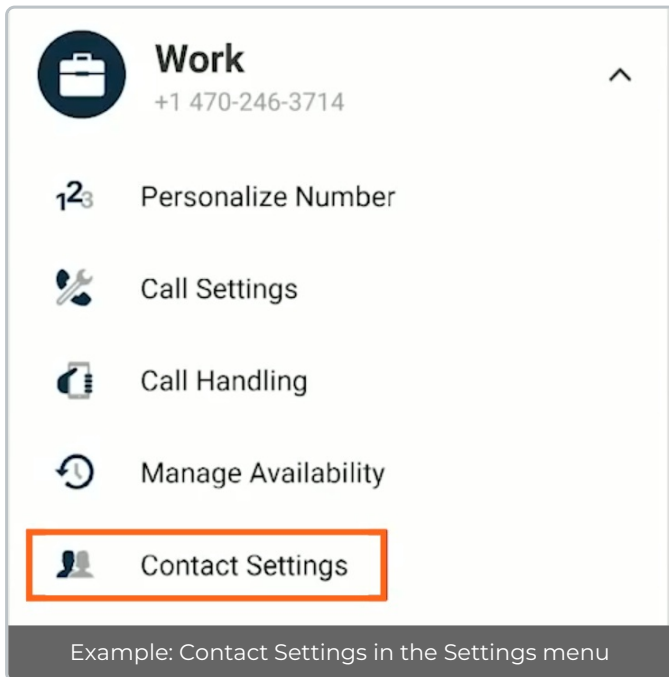 Work
+1 470-246-3714
123 Personalize Number
Call Settings
Call Handling
Manage Availability
Contact Settings
Example: Contact Settings in the Settings menu